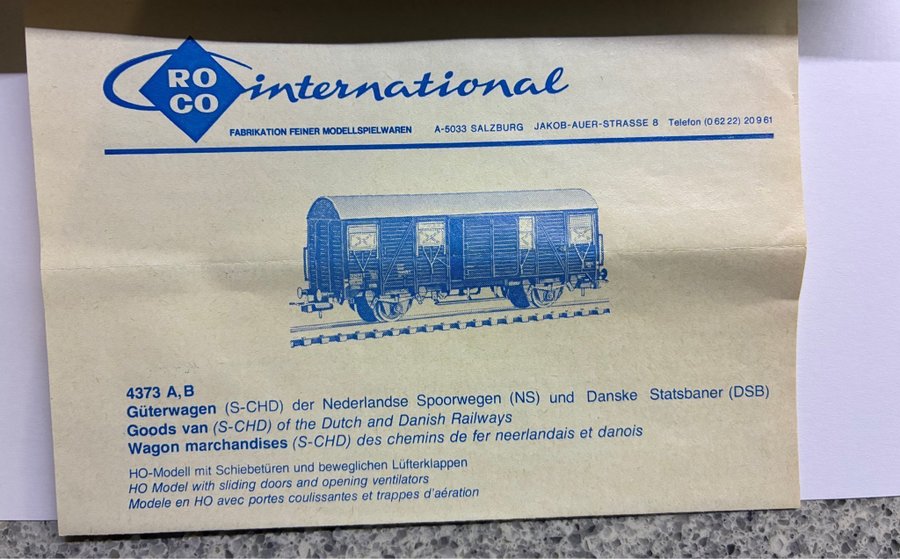 ROCO international
FABRIKATION FEINER MODELLSPIELWAREN A-5033 SALZBURG JAKOB-AUER-STRASSE 8 Telefon (0 62 22) 20 9 61
4373 A, B
Güterwagen (S-CHD) der Nederlandse Spoorwegen (NS) und Danske Statsbaner (DSB)
Goods van (S-CHD) of the Dutch and Danish Railways
Wagon marchandises (S-CHD) des chemins de fer neerlandais et danois
HO-Modell mit Schiebetüren und beweglichen Lüfterklappen
HO Model with sliding doors and opening ventilators
Modele en HO avec portes coulissantes et trappes d'aération